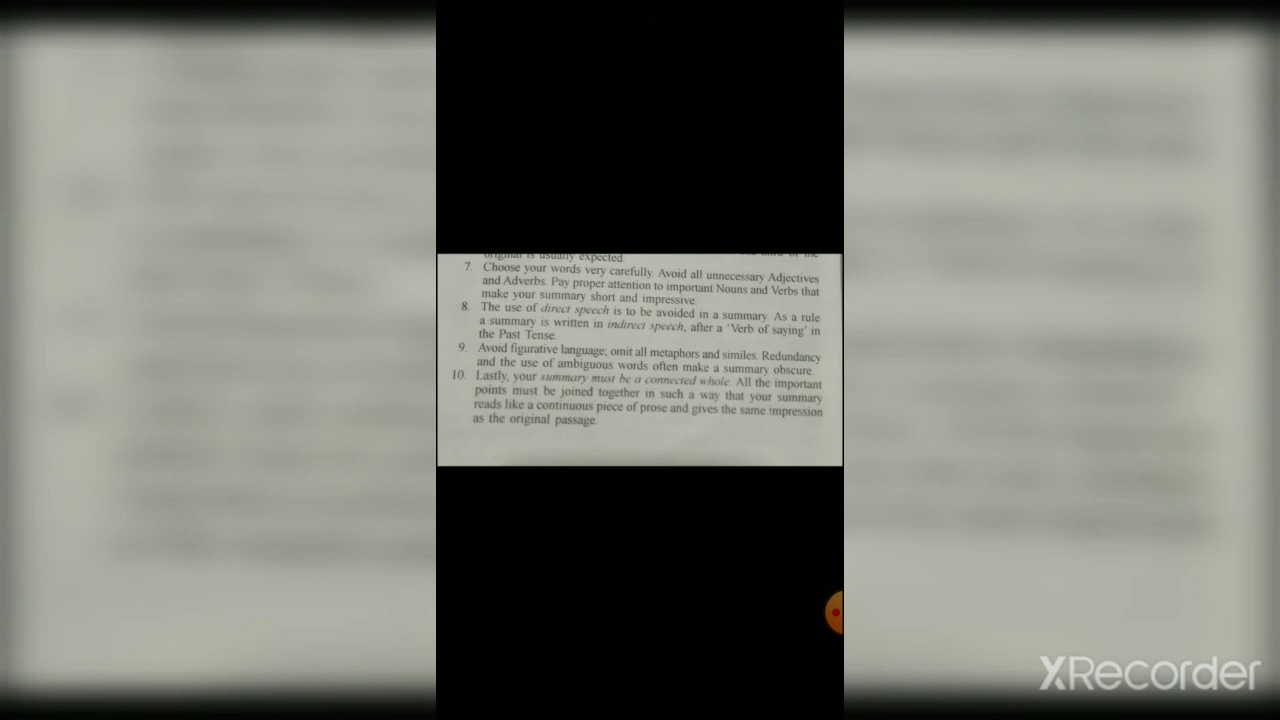 original is usually expected.
7. Choose your words very carefully. Avoid all unnecessary Adjectives
and Adverbs. Pay proper attention to important Nouns and Verbs that
make your summary short and impressive.
8. The use of direct speech is to be avoided in a summary. As a rule
a summary is written in indirect speech, after a ‘Verb of saying’ in
the Past Tense.
9. Avoid figurative language; omit all metaphors and similes. Redundancy
and the use of ambiguous words often make a summary obscure.
10. Lastly, your summary must be a connected whole. All the important
points must be joined together in such a way that your summary
reads like a continuous piece of prose and gives the same impression
as the original passage.
XRecorder